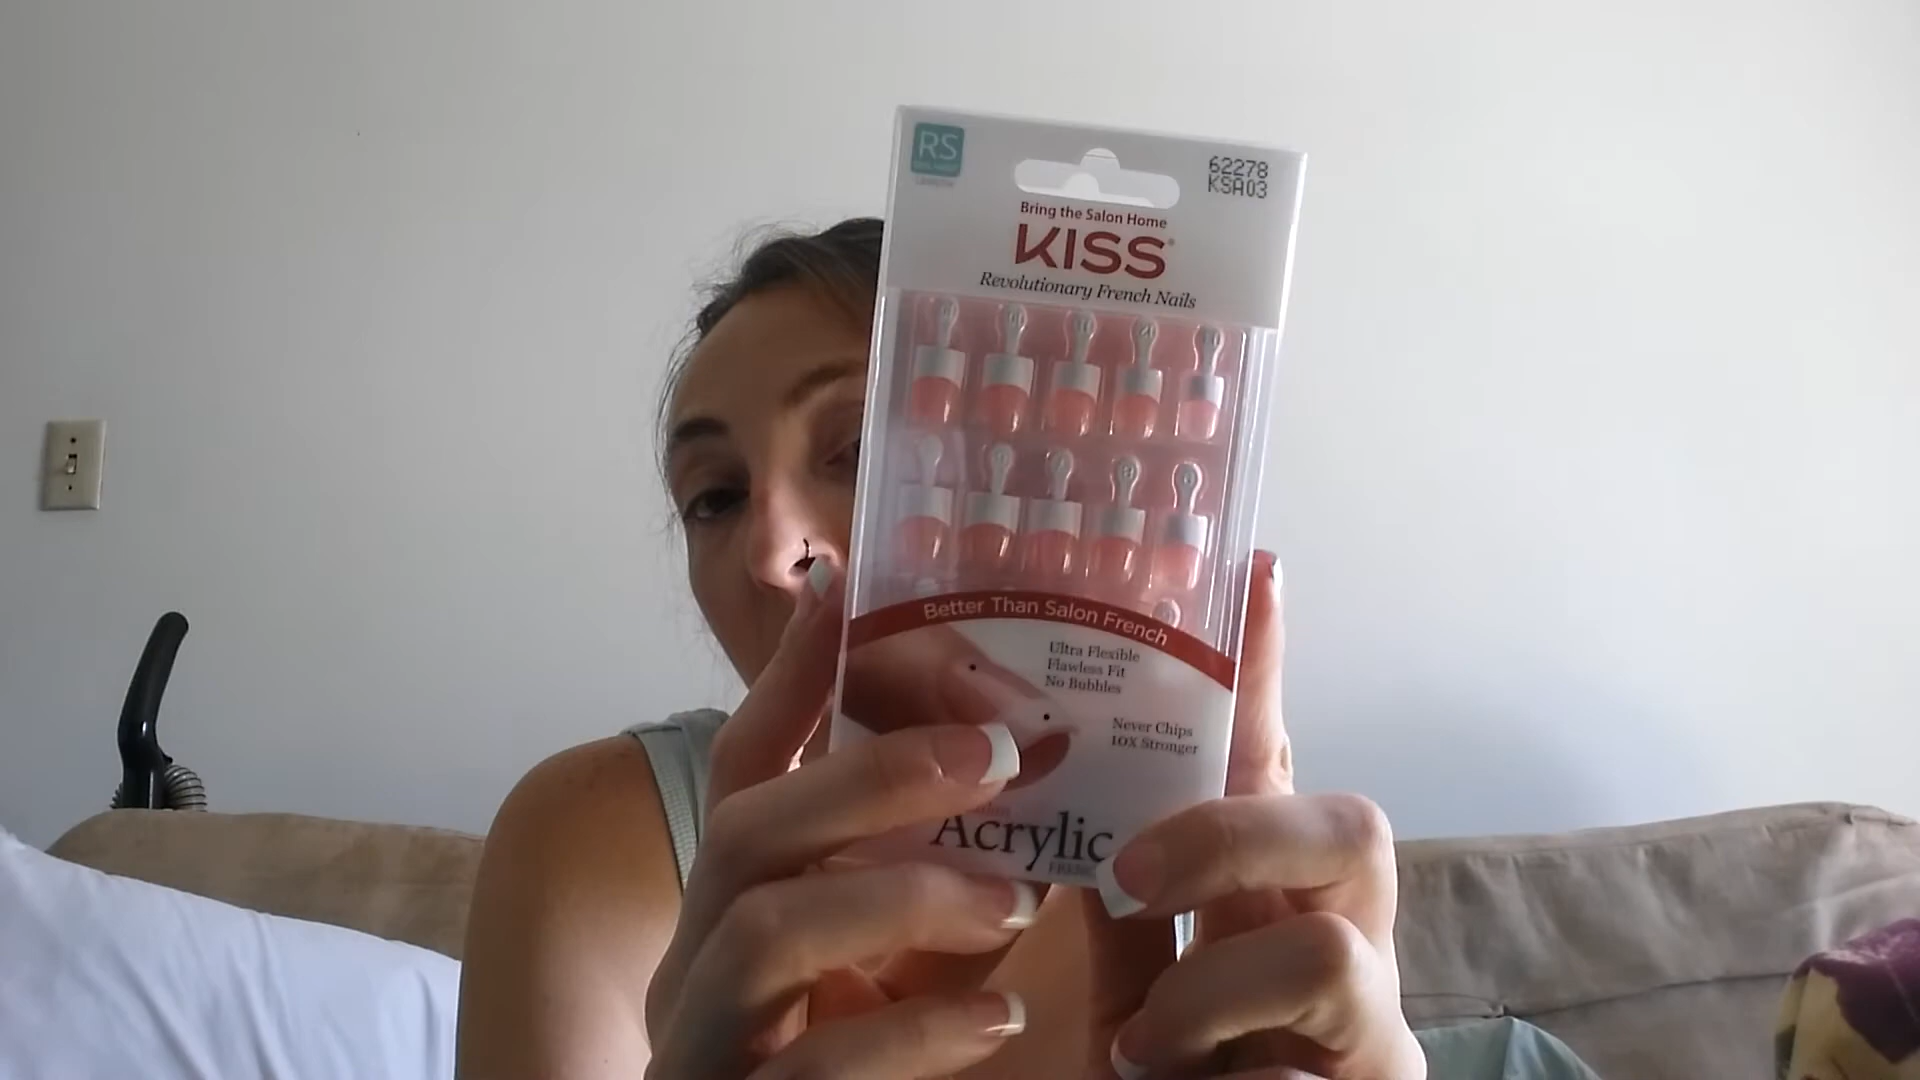 RS
62278
KSA03
Bring the Salon Home
KISS®
Revolutionary French Nails
Better Than Salon French
Ultra Flexible
Flawless Fit
No Bubbles
Never Chips
10X Stronger
Acrylic